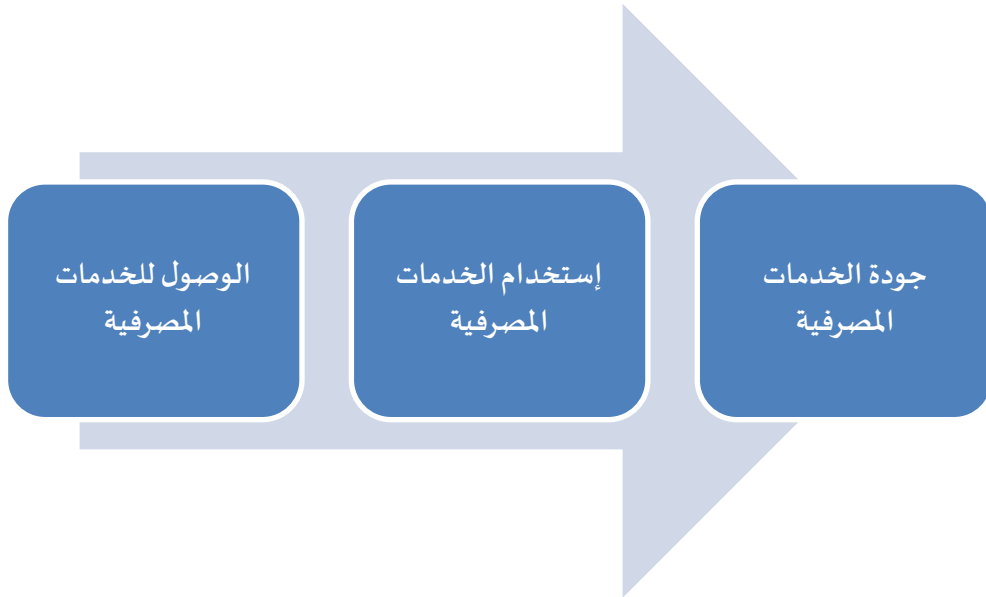 الوصول للخدمات
المصرفية
إستخدام الخدمات
المصرفية
جودة الخدمات
المصرفية